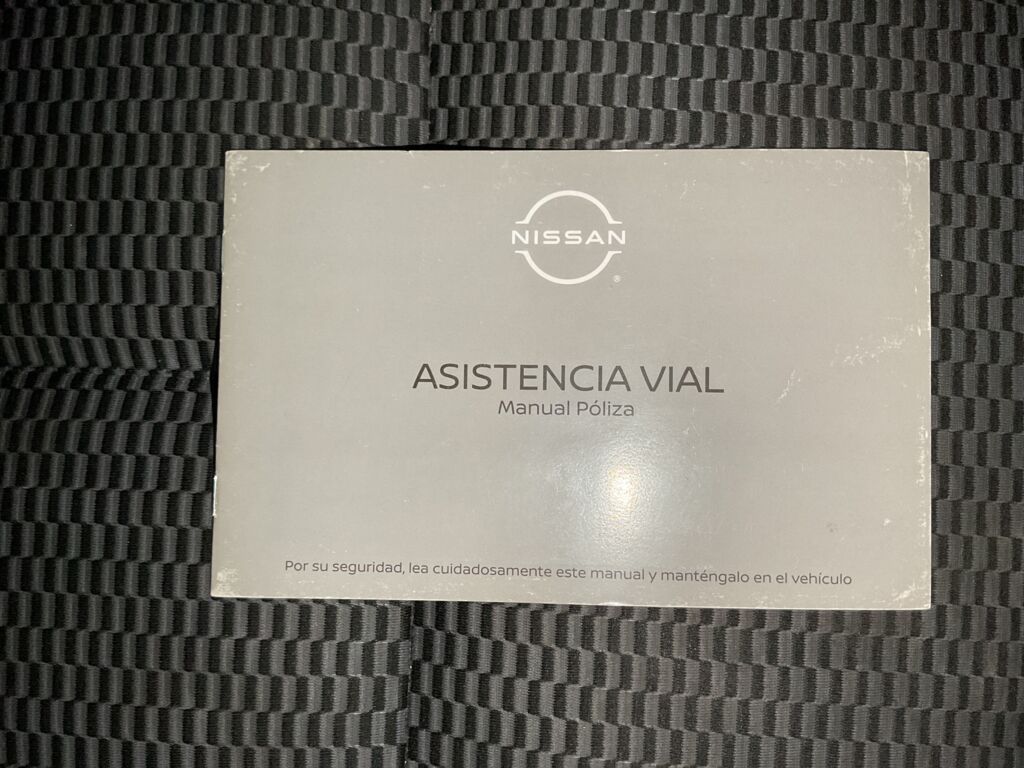 NISSAN
®
ASISTENCIA VIAL
Manual Póliza
Por su seguridad, lea cuidadosamente este manual y manténgalo en el vehículo